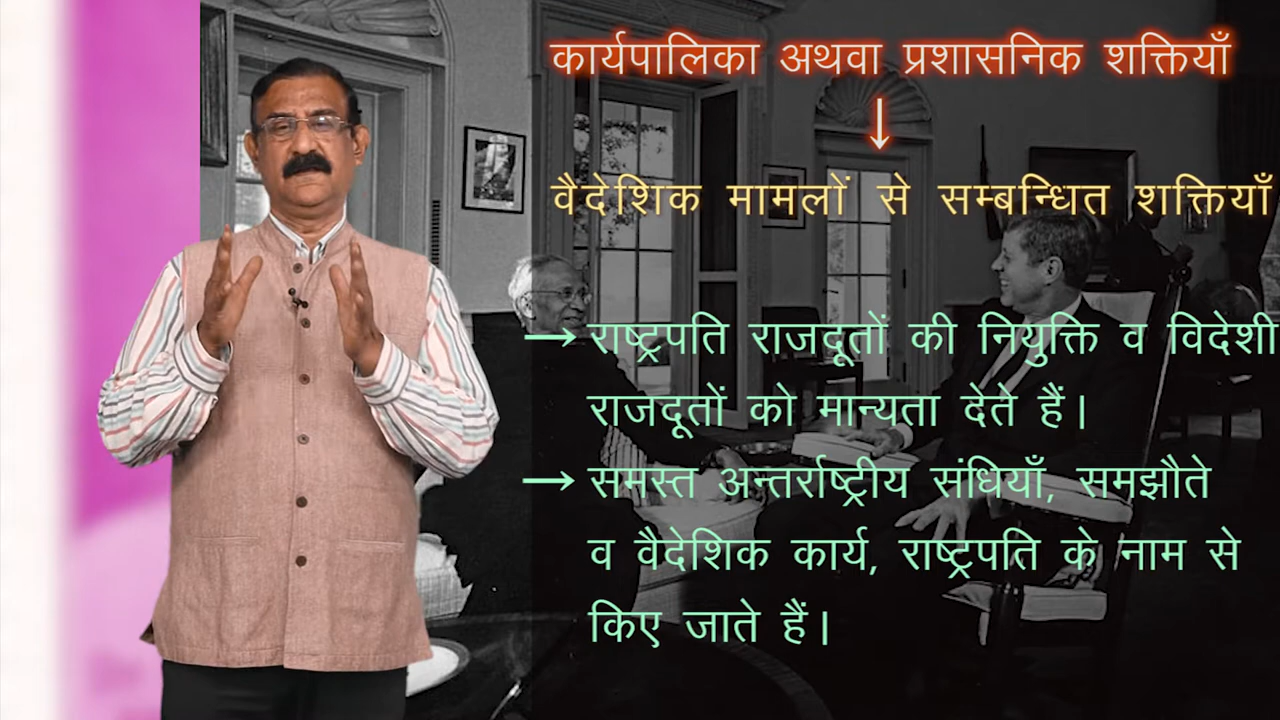 कार्यपालिका अथवा प्रशासनिक शक्तियाँ
↓
वैदेशिक मामलों से सम्बन्धित शक्तियाँ
→ राष्ट्रपति राजदूतों की नियुक्ति व विदेशी
राजदूतों को मान्यता देते हैं।
→ समस्त अन्तर्राष्ट्रीय संधियाँ, समझौते
व वैदेशिक कार्य, राष्ट्रपति के नाम से
किए जाते हैं।